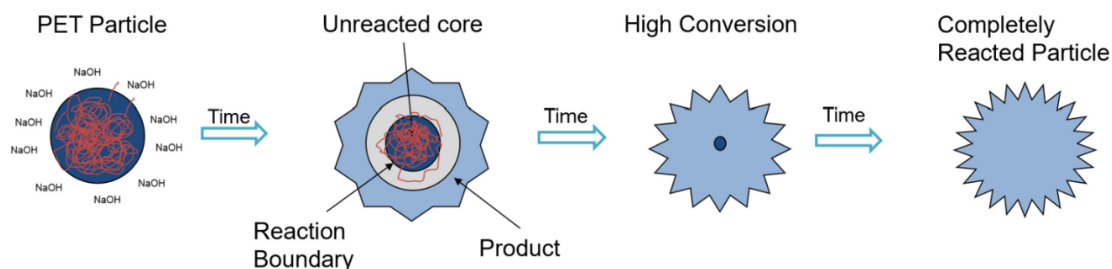 PET Particle
Unreacted core
High Conversion
Completely
Reacted Particle
NaOH
NaOH
NaOH
NaOH
NaOH
NaOH
NaOH
NaOH
NaOH
NaOH
NaOH
Time
Time
Time
Reaction
Boundary
Product